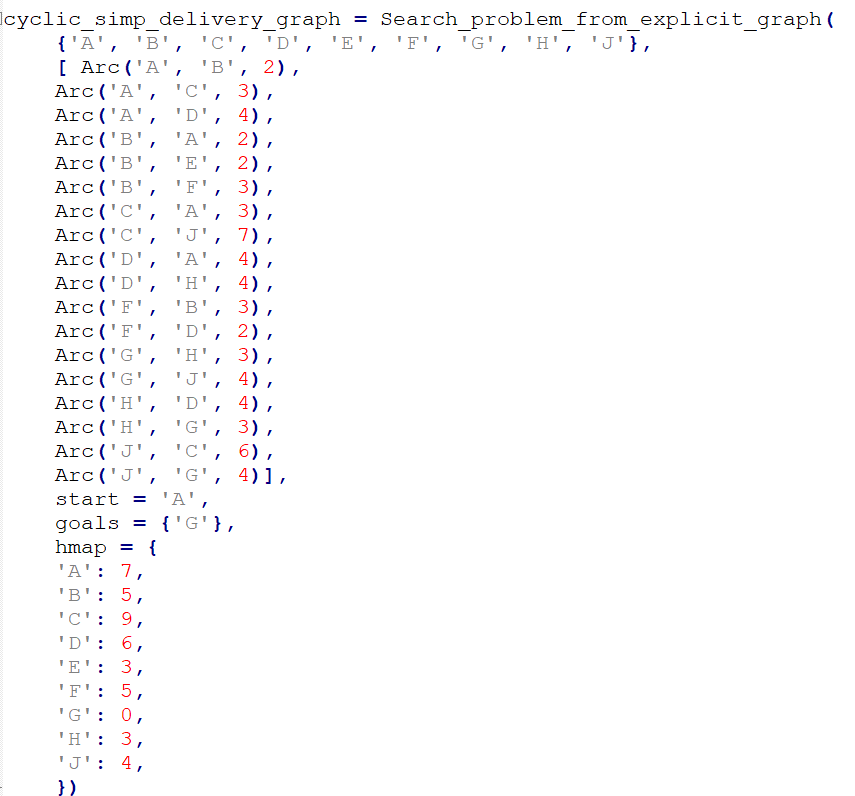 cyclic_simp_delivery_graph = Search_problem_from_explicit_graph(
{'A', 'B', 'C', 'D', 'E', 'F', 'G', 'H', 'J'},
[ Arc('A', 'B', 2),
Arc('A', 'C', 3),
Arc('A', 'D', 4),
Arc('B', 'A', 2),
Arc('B', 'E', 2),
Arc('B', 'F', 3),
Arc('C', 'A', 3),
Arc('C', 'J', 7),
Arc('D', 'A', 4),
Arc('D', 'H', 4),
Arc('F', 'B', 3),
Arc('F', 'D', 2),
Arc('G', 'H', 3),
Arc('G', 'J', 4),
Arc('H', 'D', 4),
Arc('H', 'G', 3),
Arc('J', 'C', 6),
Arc('J', 'G', 4)],
start = 'A',
goals = {'G'},
hmap = {
'A': 7,
'B': 5,
'C': 9,
'D': 6,
'E': 3,
'F': 5,
'G': 0,
'H': 3,
'J': 4,
})